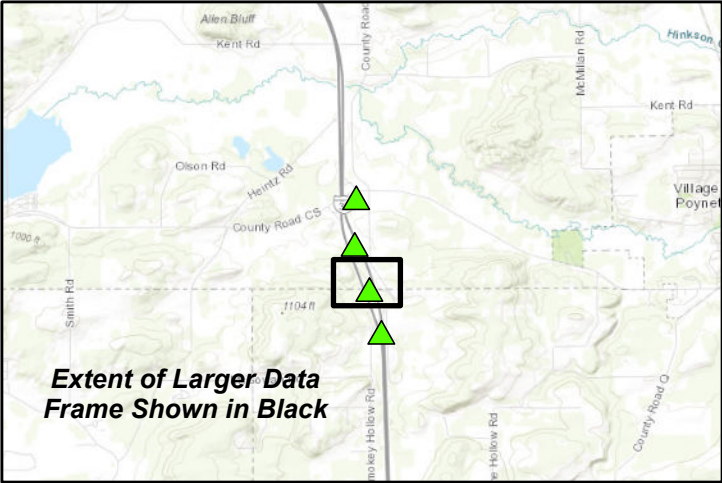 Allen Bluff
Kent Rd
County Road
McMillan Rd
Hinkson
Kent Rd
Olson Rd
Heintz Rd
Village
Poynet
County Road CS
1000 ft
Smith Rd
1104 ft
Extent of Larger Data
Frame Shown in Black
mokey Hollow Rd
e Hollow Rd
County Road Q